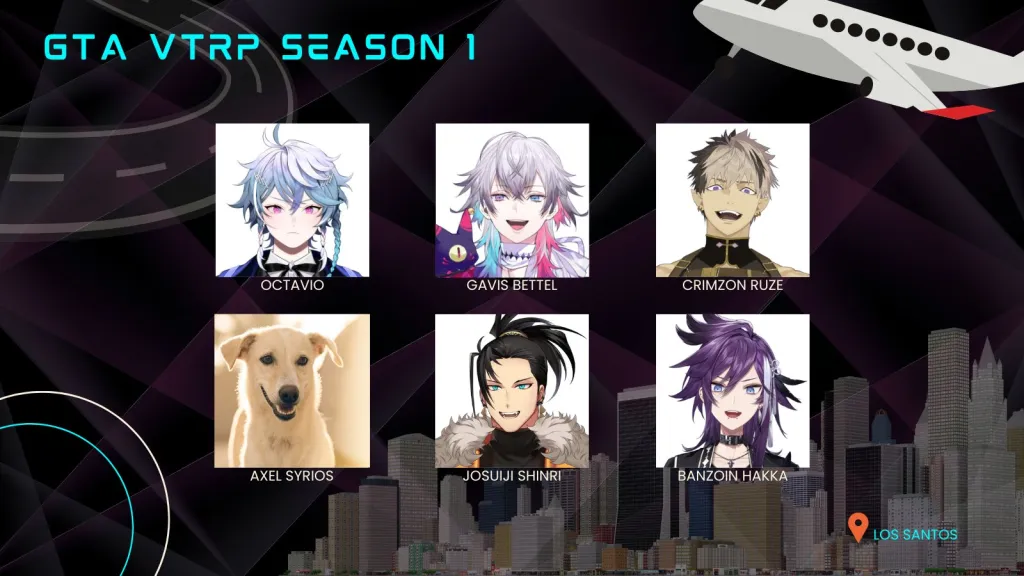 GTA VTRP SEASON 1
OCTAVIO
GAVIS BETTEL
CRIMZON RUZE
AXEL SYRIOS
JOSUIJI SHINRI
BANZOIN HAKKA
LOS SANTOS